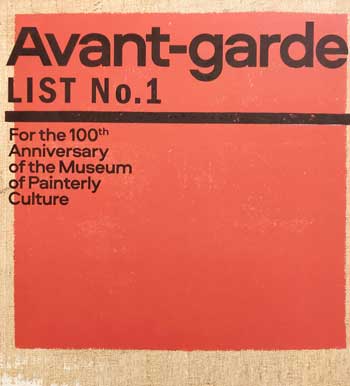 Avant-garde
LIST No.1
For the 100th
Anniversary
of the Museum
of Painterly
Culture